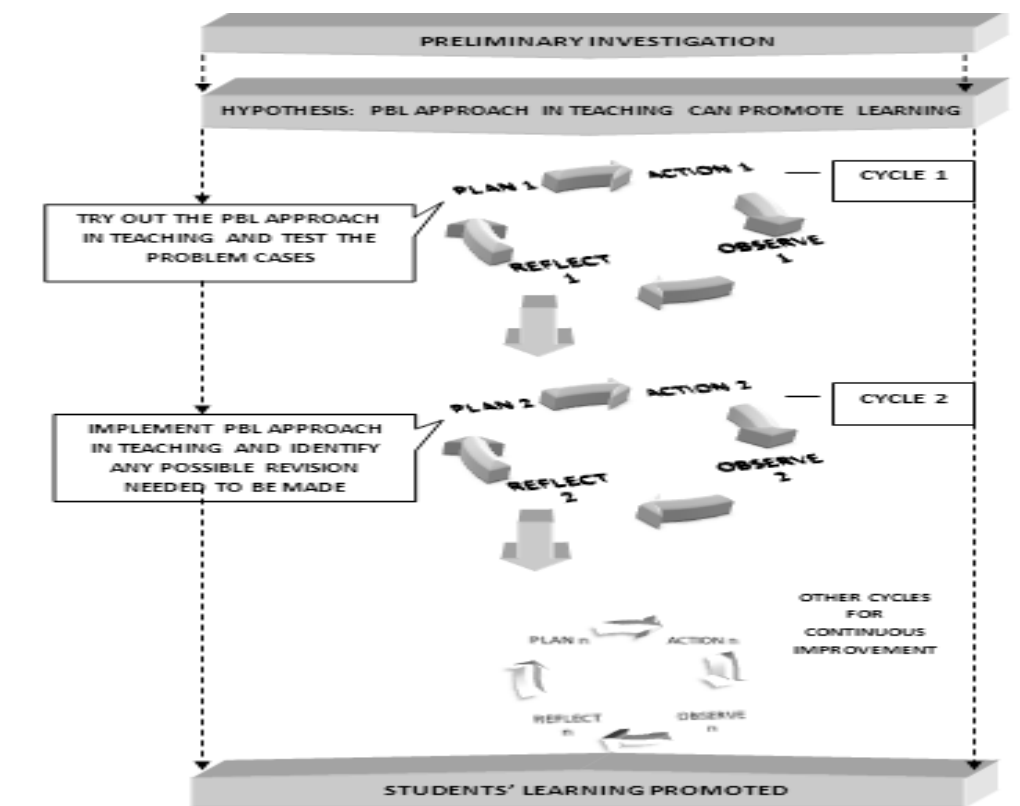 PRELIMINARY INVESTIGATION
HYPOTHESIS: PBL APPROACH IN TEACHING CAN PROMOTE LEARNING
PLAN 1
ACTION 1
CYCLE 1
TRY OUT THE PBL APPROACH
IN TEACHING AND TEST THE
PROBLEM CASES
OBSERVE
1
REFLECT
1
PLAN 2
ACTION 2
CYCLE 2
IMPLEMENT PBL APPROACH
IN TEACHING AND IDENTIFY
ANY POSSIBLE REVISION
NEEDED TO BE MADE
OBSERVE
2
REFLECT
2
OTHER CYCLES
FOR
CONTINUOUS
IMPROVEMENT
PLAN n
ACTION n
OBSERVE
n
REFLECT
n
STUDENTS' LEARNING PROMOTED